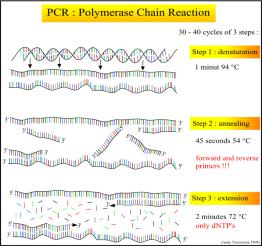 PCR : Polymerase Chain Reaction
30 - 40 cycles of 3 steps :
Step 1 : denaturation
1 minut 94 °C
Step 2 : annealing
45 seconds 54 °C
forward and reverse
primers !!!
Step 3 : extension
2 minutes 72 °C
only dNTP's
(Andy Vierstraete 1999)